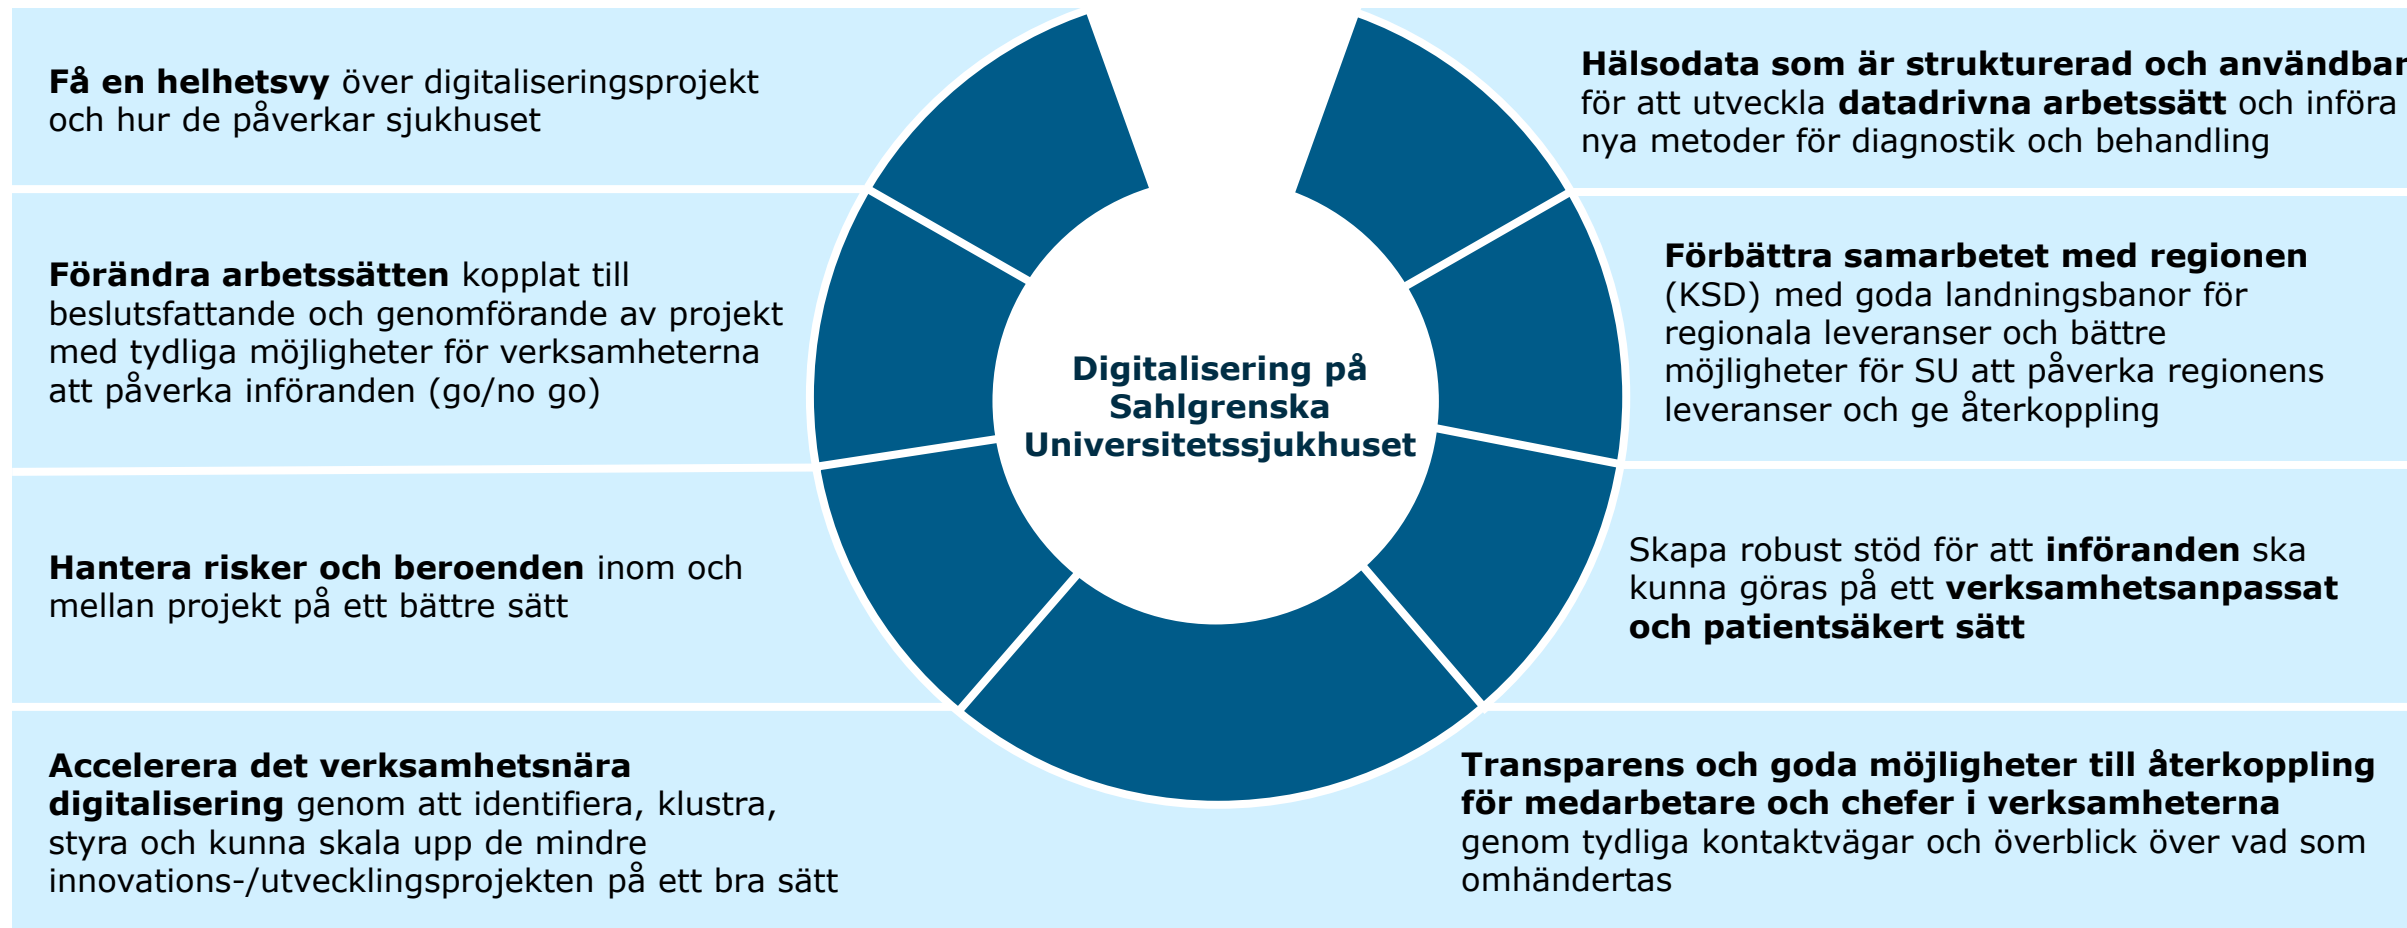 Få en helhetsvy över digitaliseringsprojekt
och hur de påverkar sjukhuset
Förändra arbetssätten kopplat till
beslutsfattande och genomförande av projekt
med tydliga möjligheter för verksamheterna
att påverka införanden (go/no go)
Hantera risker och beroenden inom och
mellan projekt på ett bättre sätt
Accelerera det verksamhetsnära
digitalisering genom att identifiera, klustra,
styra och kunna skala upp de mindre
innovations-/utvecklingsprojekten på ett bra sätt
Digitalisering på
Sahlgrenska
Universitetssjukhuset
Hälsodata som är strukturerad och användbar
för att utveckla datadrivna arbetssätt och införa
nya metoder för diagnostik och behandling
Förbättra samarbetet med regionen
(KSD) med goda landningsbanor för
regionala leveranser och bättre
möjligheter för SU att påverka regionens
leveranser och ge återkoppling
Skapa robust stöd för att införanden ska
kunna göras på ett verksamhetsanpassat
och patientsäkert sätt
Transparens och goda möjligheter till återkoppling
för medarbetare och chefer i verksamheterna
genom tydliga kontaktvägar och överblick över vad som
omhändertas